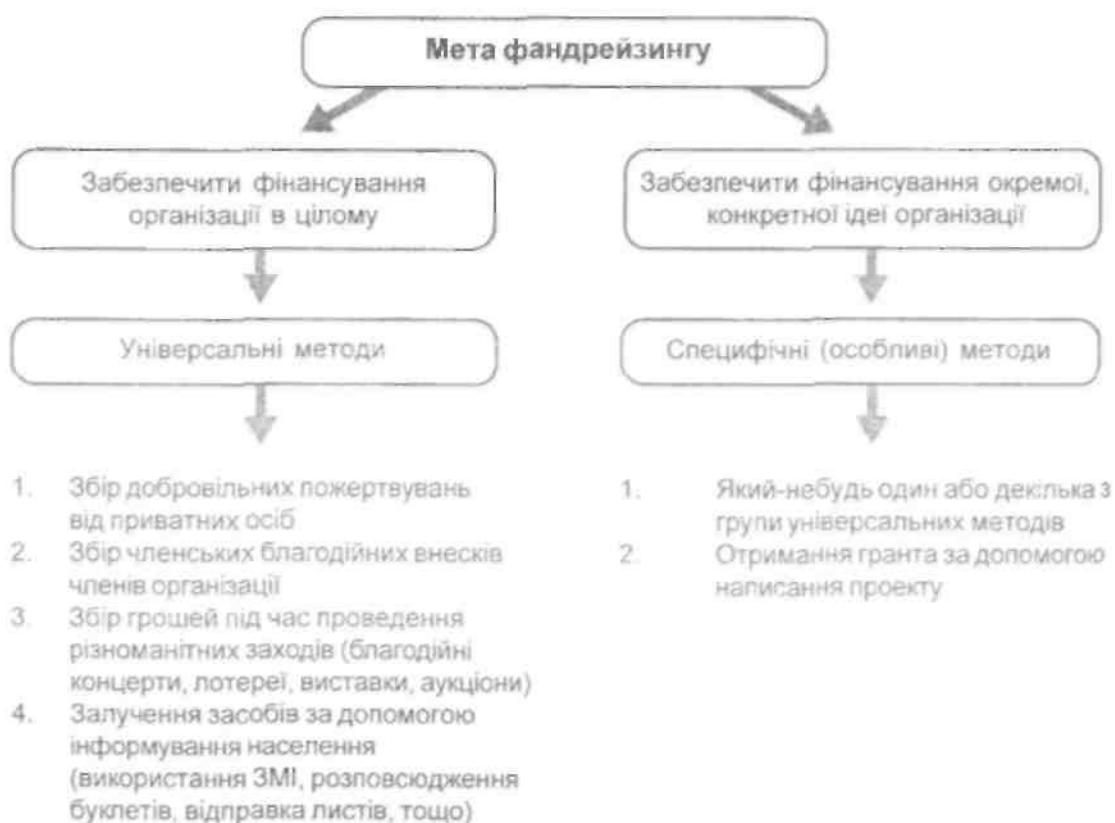 Мета фандрейзингу
Забезпечити фінансування
організації в цілому
Забезпечити фінансування окремої,
конкретної ідеї організації
Універсальні методи
Специфічні (особливі) методи
1. Збір добровільних пожертвувань
від приватних осіб
2. Збір членських благодійних внесків
членів організації
3. Збір грошей під час проведення
різноманітних заходів (благодійні
концерти, лотереї, виставки, аукціони)
4. Залучення засобів за допомогою
інформування населення
(використання ЗМІ, розповсюдження
буклетів, відправка листів, тощо)
1. Який-небудь один або декілька з
групи універсальних методів
2. Отримання гранта за допомогою
написання проекту